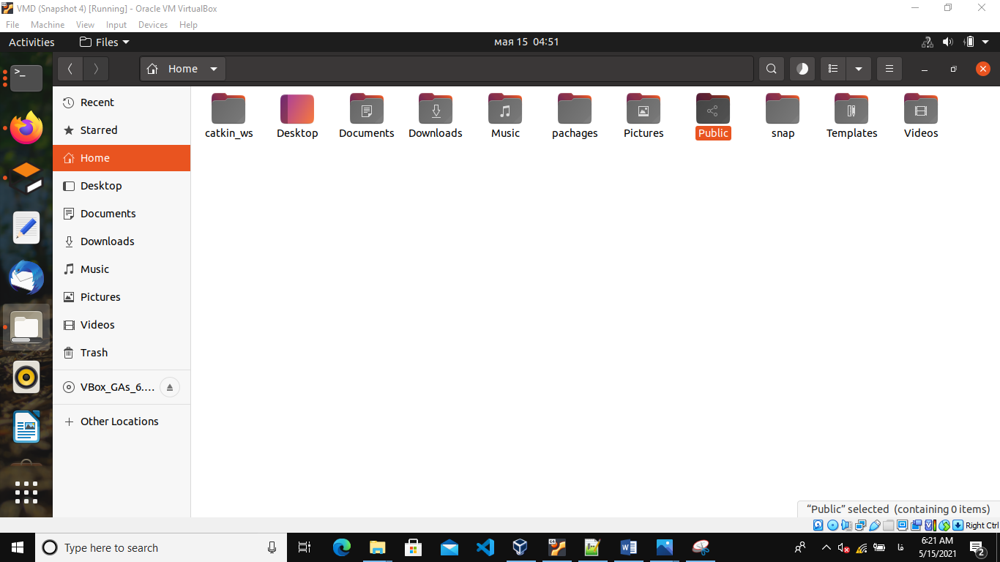 VMD (Snapshot 4) [Running] - Oracle VM VirtualBox
File Machine View Input Devices Help
Activities Files мая 15 04:51
Home
Recent
Starred
Home
Desktop
Documents
Downloads
Music
Pictures
Videos
Trash
VBox_GAs_6....
Other Locations
catkin_ws Desktop Documents Downloads Music pachages Pictures Public snap Templates Videos
“Public” selected (containing 0 items)
Right Ctrl
Type here to search
فا
6:21 AM
5/15/2021
2